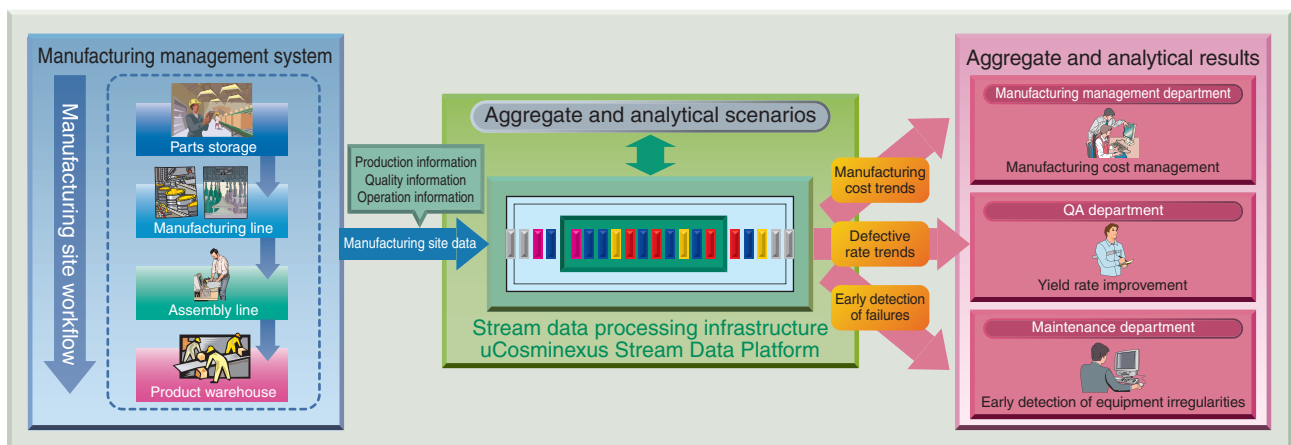 Manufacturing management system
Manufacturing site workflow
Parts storage
Manufacturing line
Assembly line
Product warehouse
Production information
Quality information
Operation information
Manufacturing site data
Aggregate and analytical scenarios
Stream data processing infrastructure
uCosminexus Stream Data Platform
Manufacturing
cost trends
Defective
rate trends
Early detection
of failures
Aggregate and analytical results
Manufacturing management department
Manufacturing cost management
QA department
Yield rate improvement
Maintenance department
Early detection of equipment irregularities